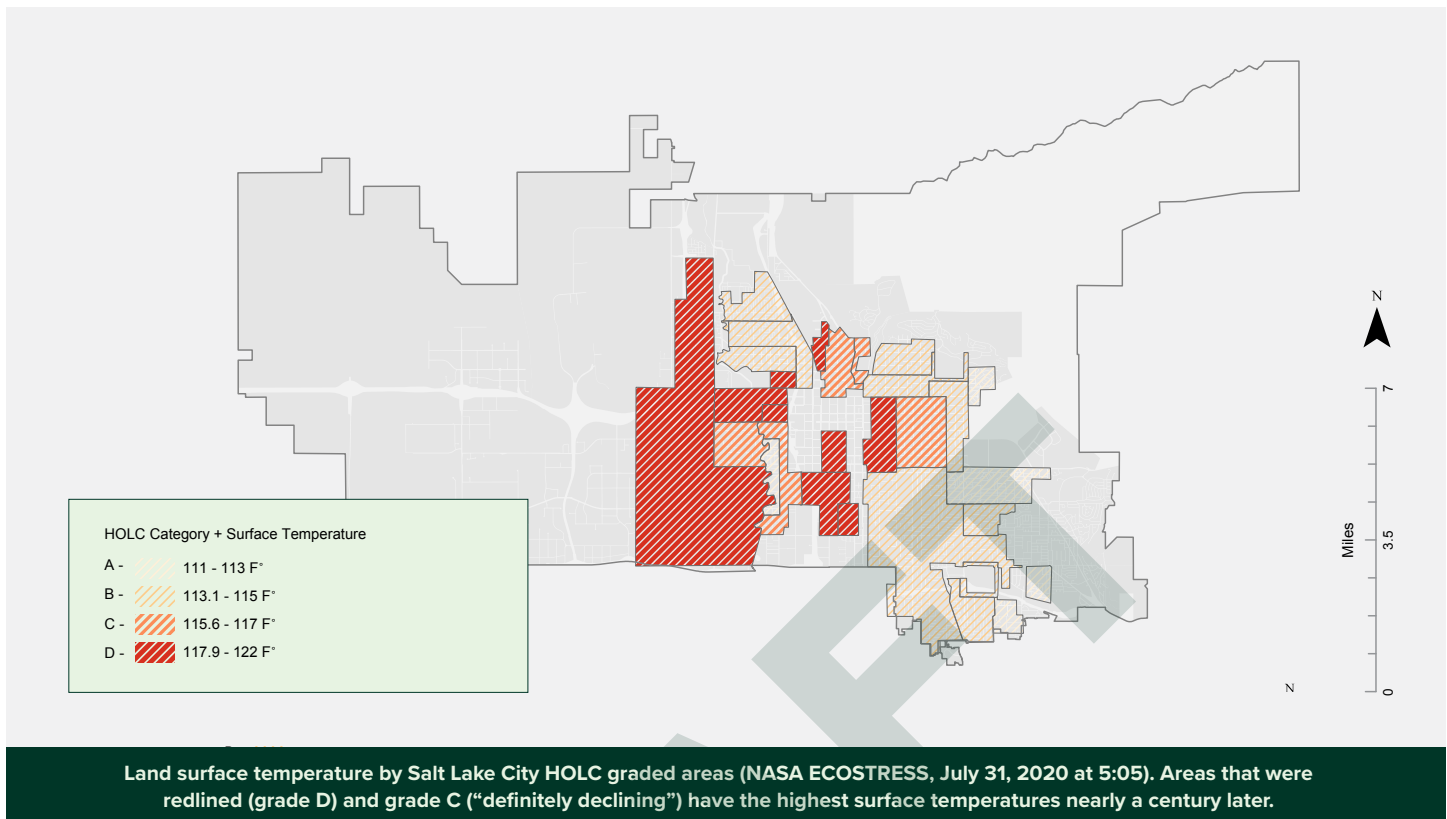 N
7
3.5
Miles
0
N
HOLC Category + Surface Temperature
A - 111 - 113 F°
B - 113.1 - 115 F°
C - 115.6 - 117 F°
D - 117.9 - 122 F°
Land surface temperature by Salt Lake City HOLC graded areas (NASA ECOSTRESS, July 31, 2020 at 5:05). Areas that were
redlined (grade D) and grade C (“definitely declining”) have the highest surface temperatures nearly a century later.